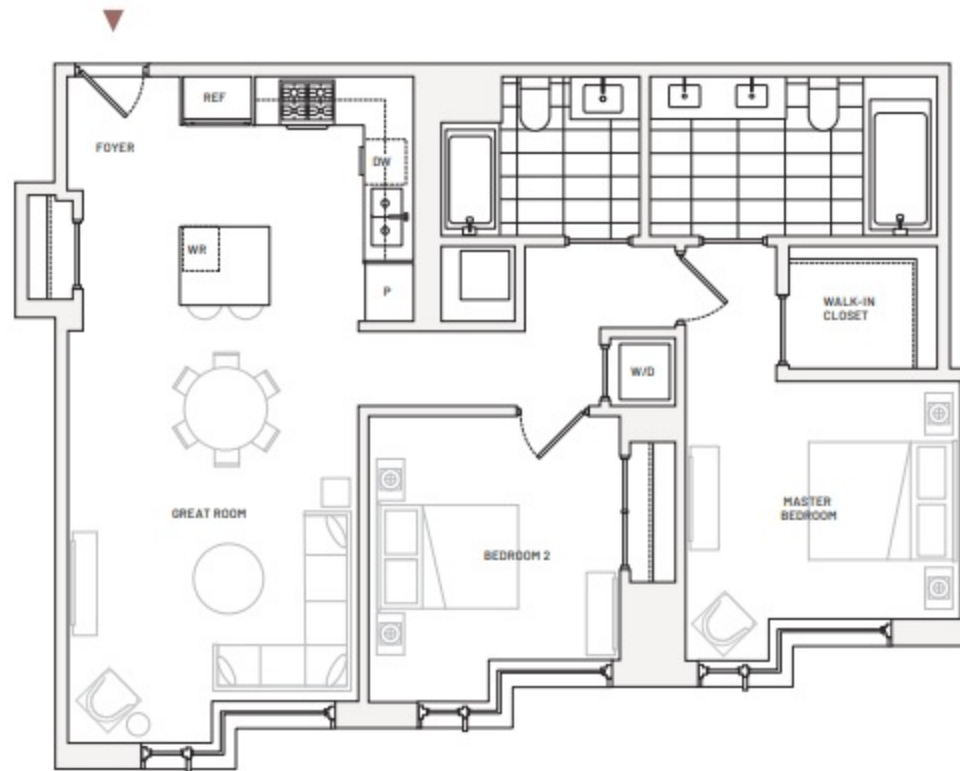 REF
FOYER
DW
WR
P
WALK-IN
CLOSET
W/D
GREAT ROOM
MASTER
BEDROOM
BEDROOM 2